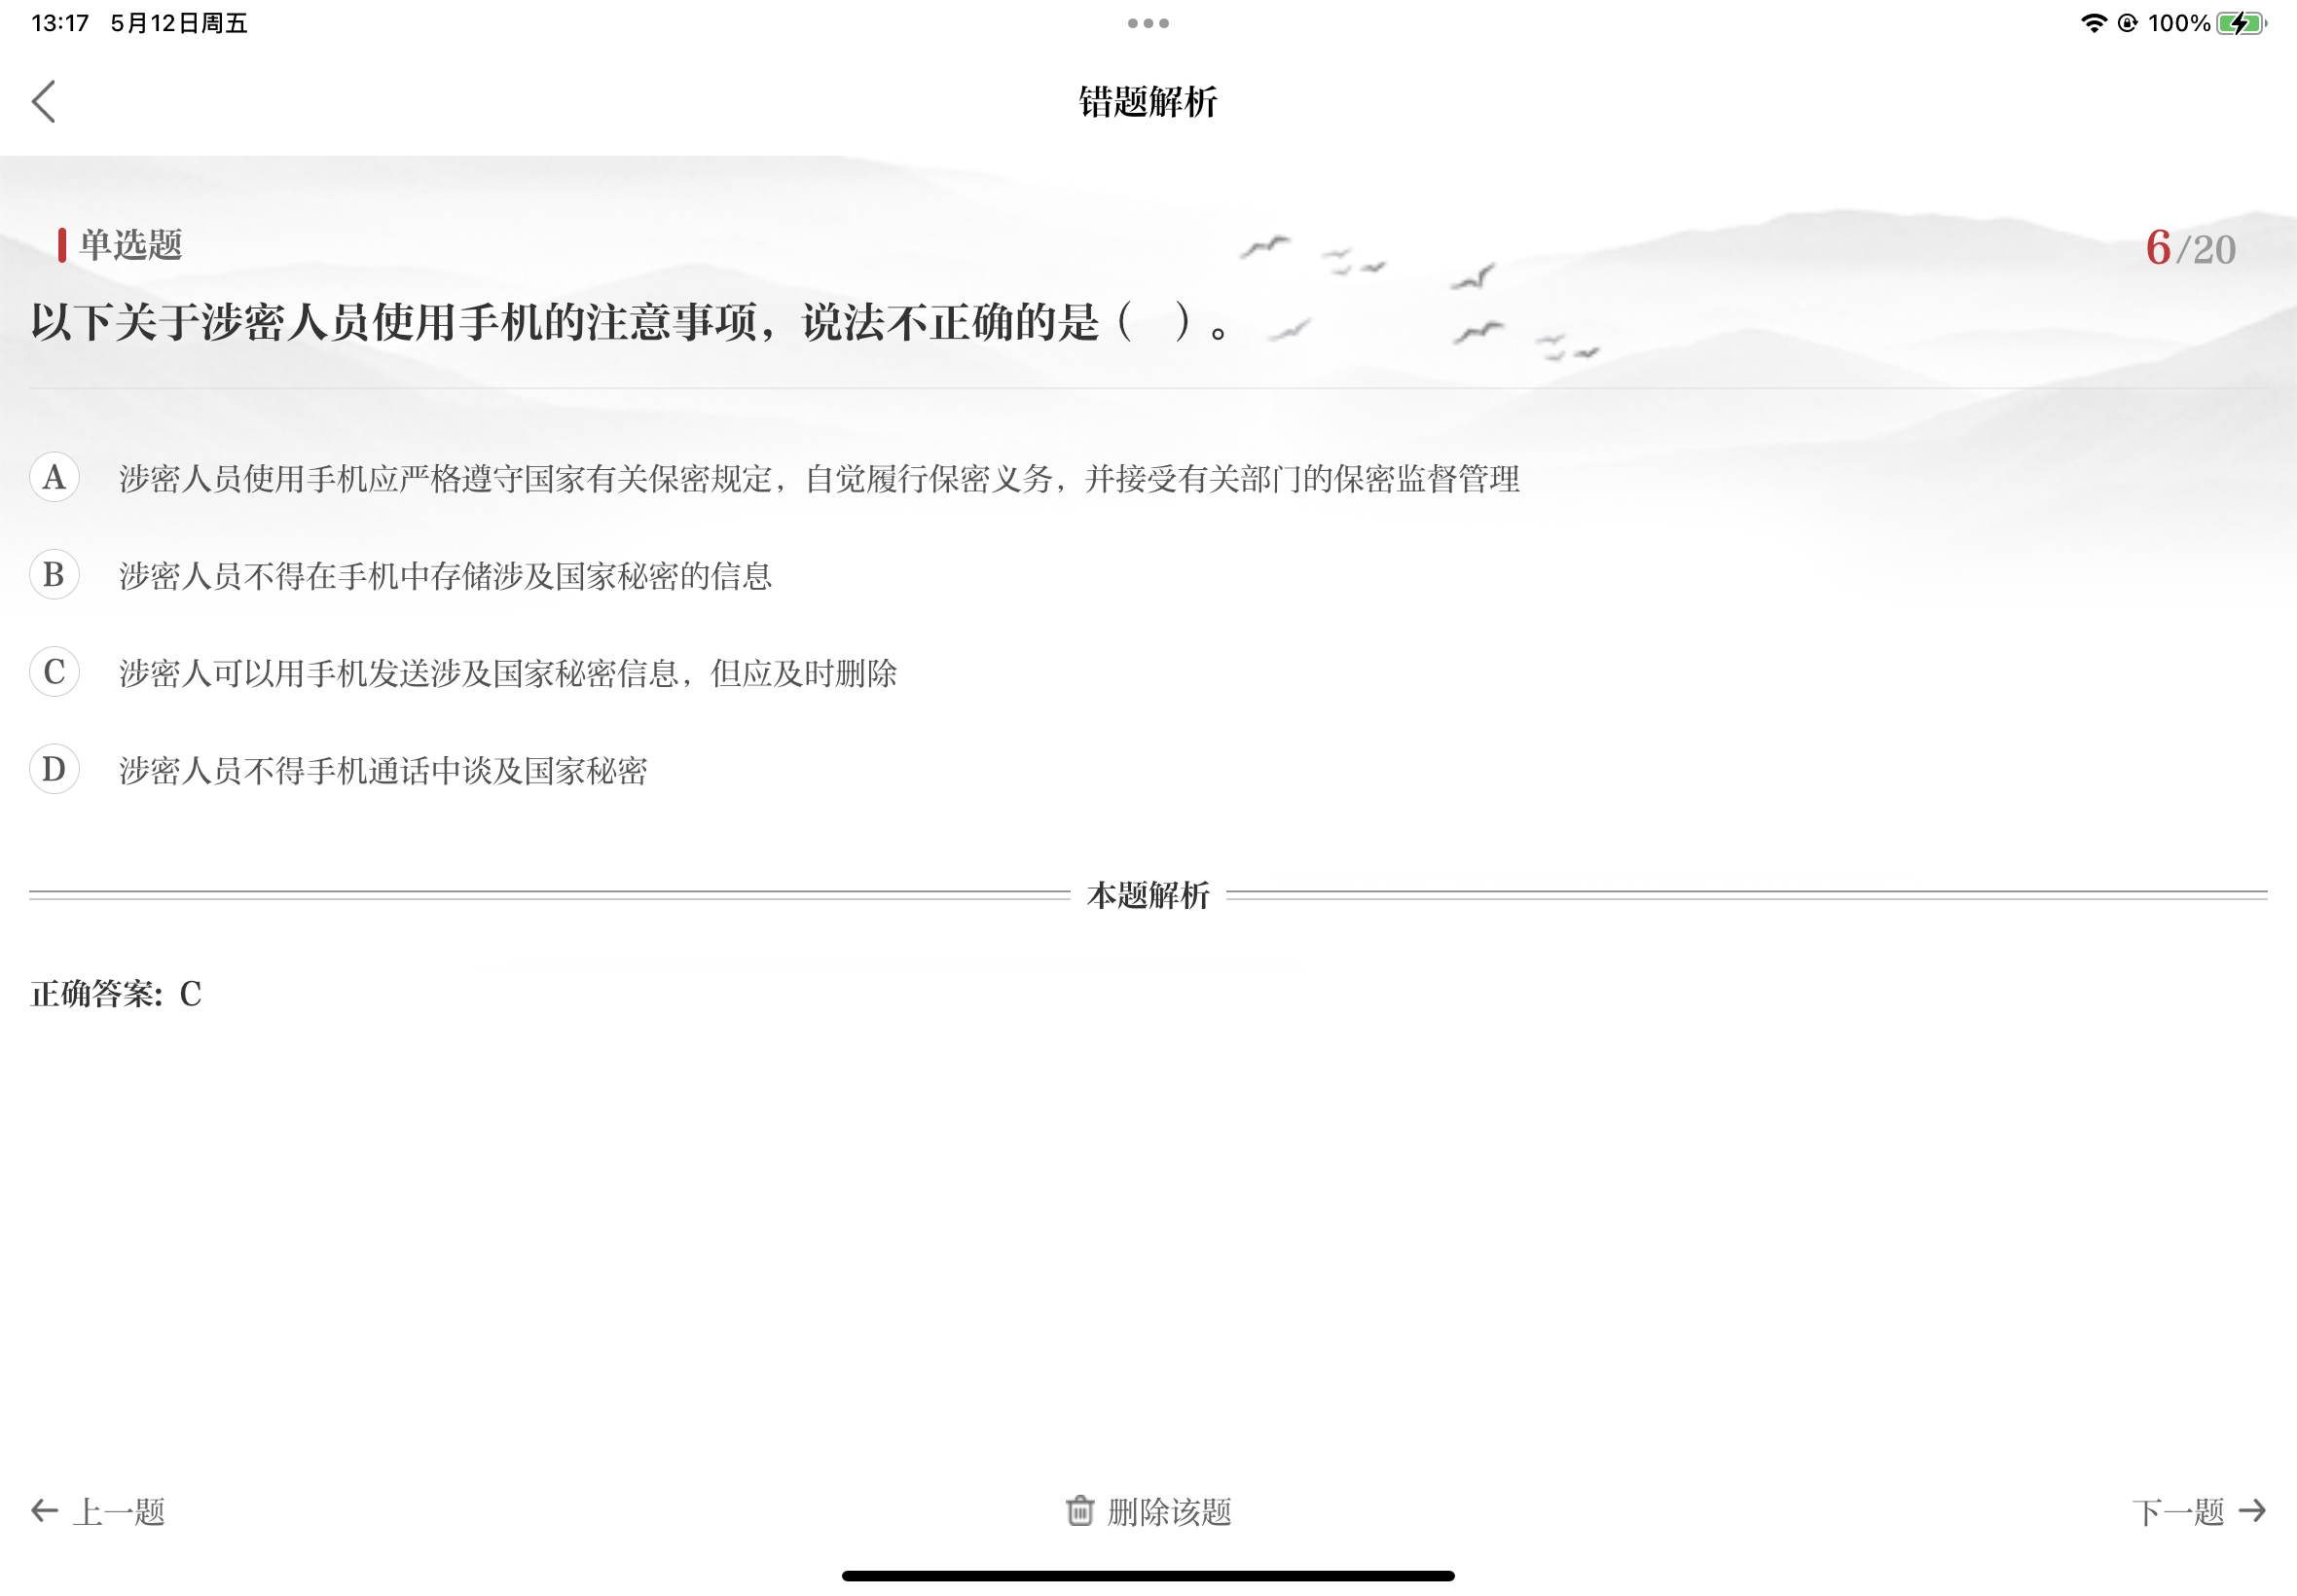 13:17 5月12日周五
100%
错题解析
单选题
6/20
以下关于涉密人员使用手机的注意事项，说法不正确的是（ ）。
A 涉密人员使用手机应严格遵守国家有关保密规定，自觉履行保密义务，并接受有关部门的保密监督管理
B 涉密人员不得在手机中存储涉及国家秘密的信息
C 涉密人可以用手机发送涉及国家秘密信息，但应及时删除
D 涉密人员不得手机通话中谈及国家秘密
本题解析
正确答案：C
上一题
删除该题
下一题